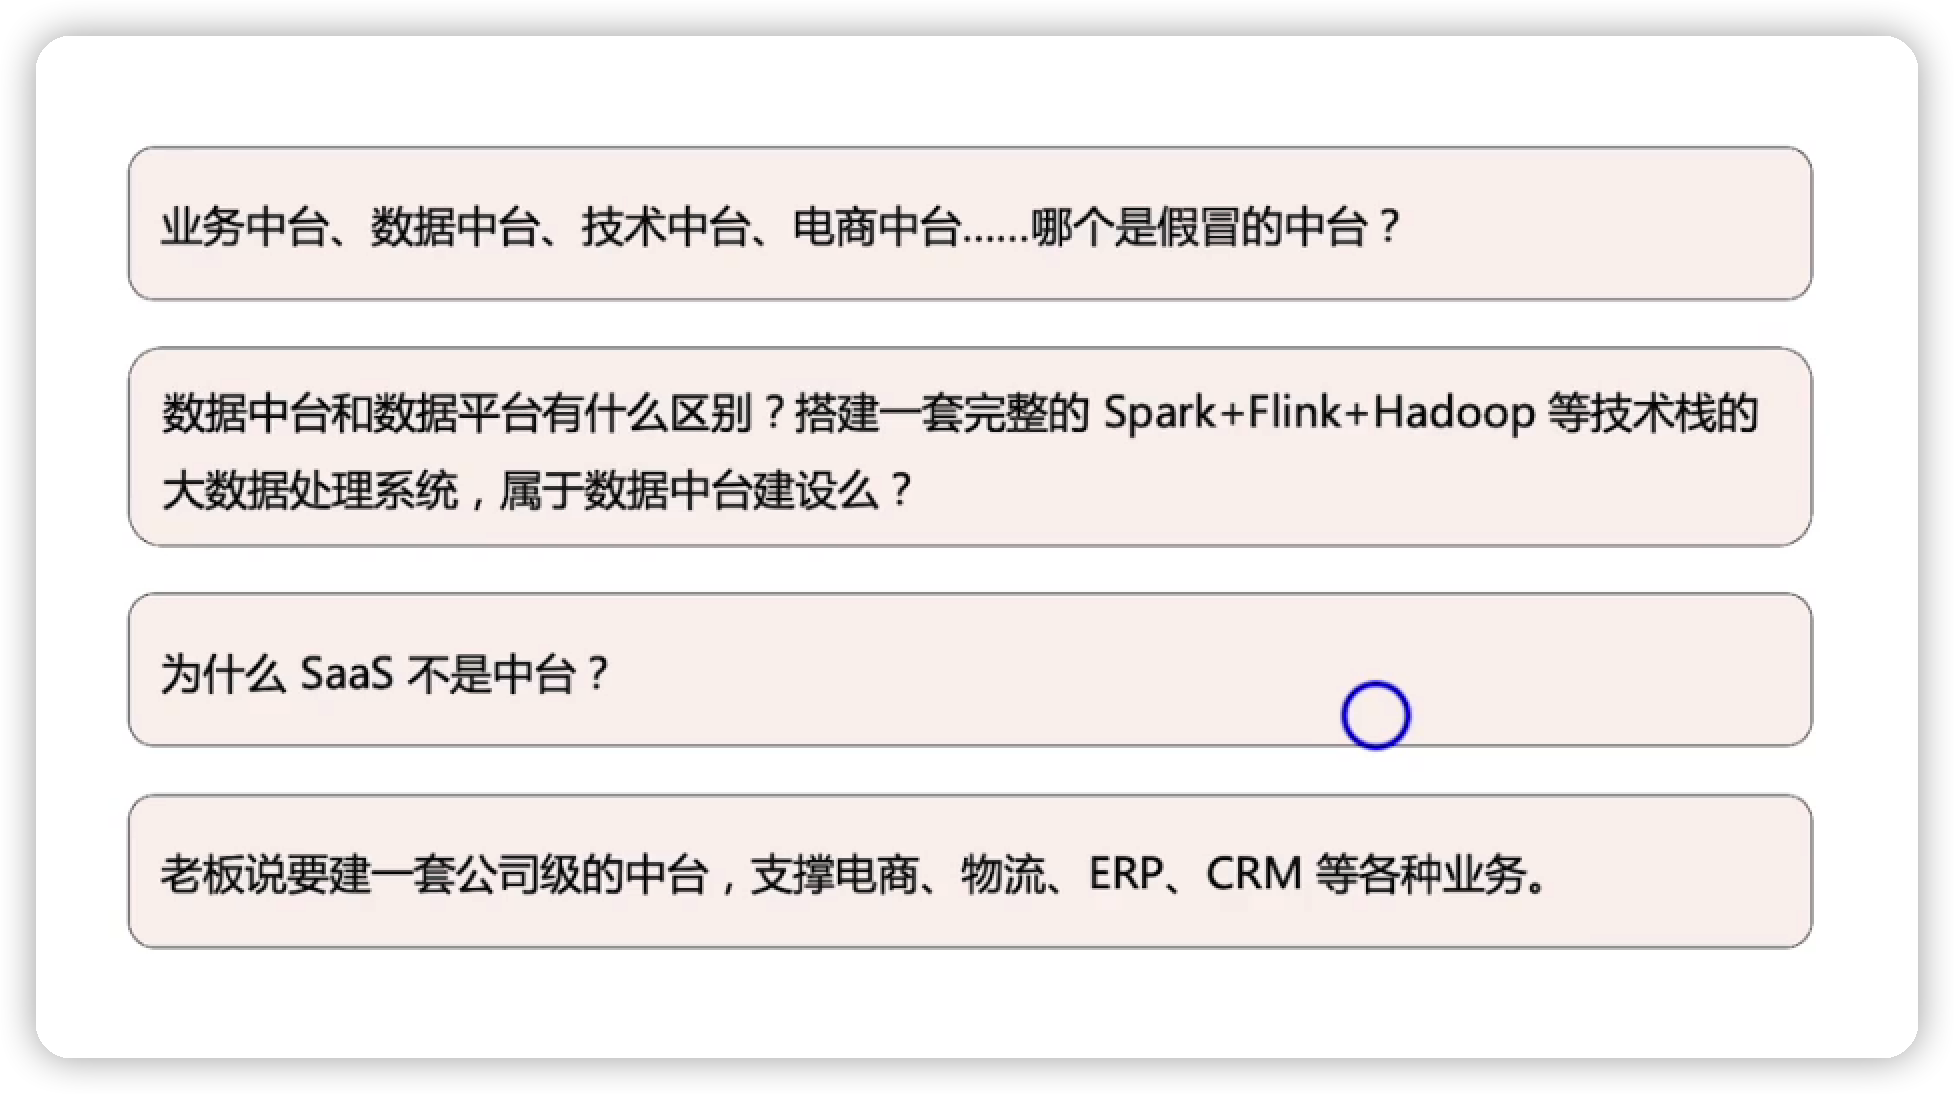 业务中台、数据中台、技术中台、电商中台......哪个是假冒的中台？
数据中台和数据平台有什么区别？搭建一套完整的 Spark+Flink+Hadoop 等技术栈的
大数据处理系统，属于数据中台建设么？
为什么 SaaS 不是中台？
老板说要建一套公司级的中台，支撑电商、物流、ERP、CRM 等各种业务。